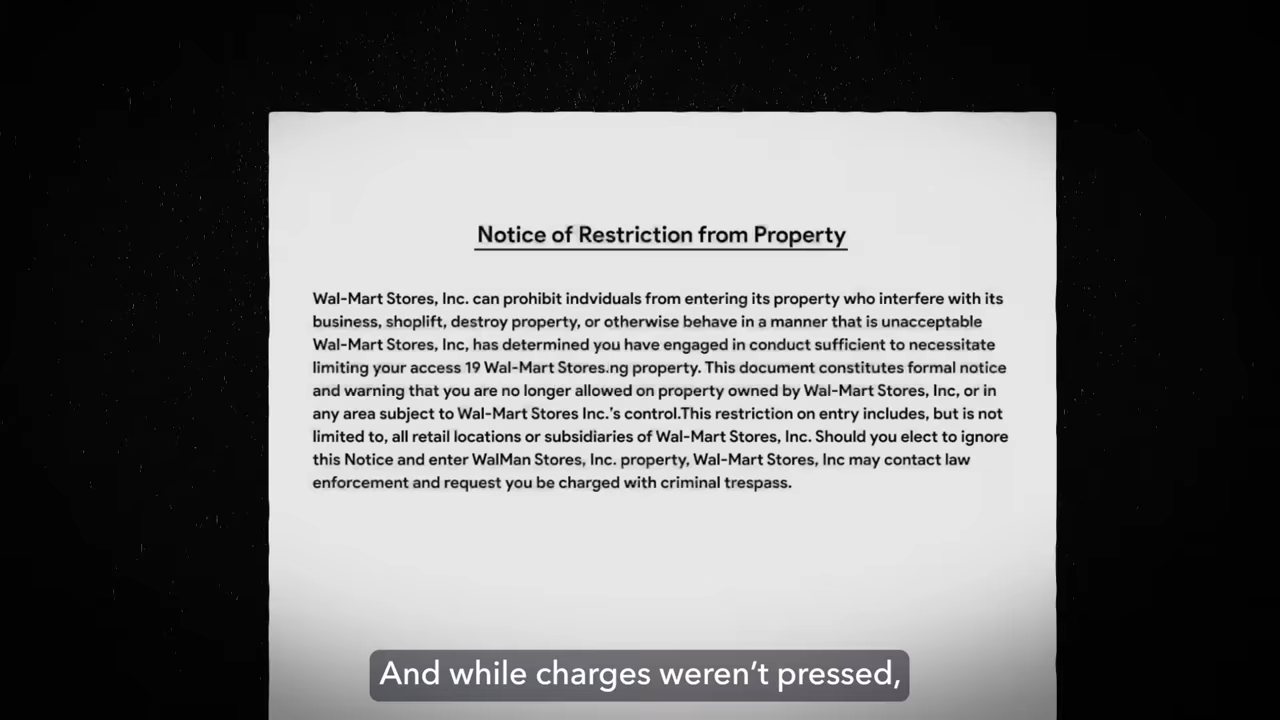 Notice of Restriction from Property
Wal-Mart Stores, Inc. can prohibit indviduals from entering its property who interfere with its
business, shoplift, destroy property, or otherwise behave in a manner that is unacceptable
Wal-Mart Stores, Inc, has determined you have engaged in conduct sufficient to necessitate
limiting your access 19 Wal-Mart Stores.ng property. This document constitutes formal notice
and warning that you are no longer allowed on property owned by Wal-Mart Stores, Inc, or in
any area subject to Wal-Mart Stores Inc.'s control.This restriction on entry includes, but is not
limited to, all retail locations or subsidiaries of Wal-Mart Stores, Inc. Should you elect to ignore
this Notice and enter WalMan Stores, Inc. property, Wal-Mart Stores, Inc may contact law
enforcement and request you be charged with criminal trespass.
And while charges weren't pressed,